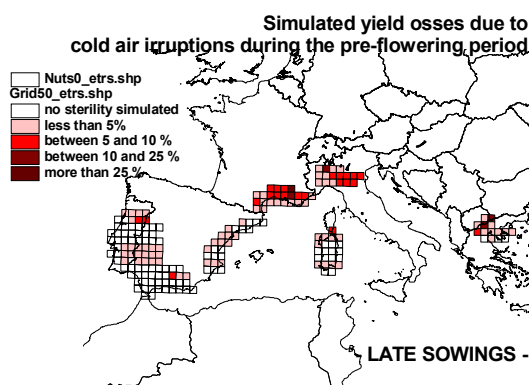 Simulated yield osses due to
cold air irruptions during the pre-flowering period
Nuts0_etrs.shp
Grid50_etrs.shp
no sterility simulated
less than 5%
between 5 and 10 %
between 10 and 25 %
more than 25 %
LATE SOWINGS -